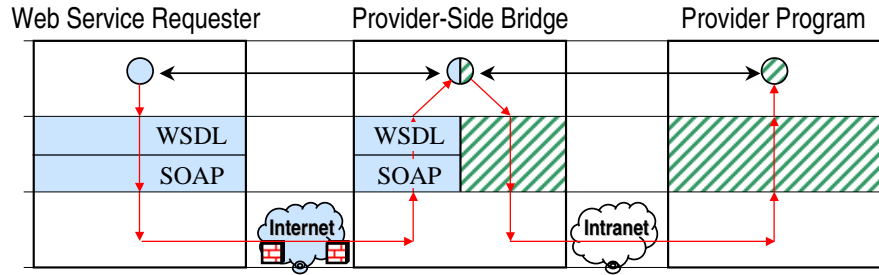 Web Service Requester
Provider-Side Bridge
Provider Program
WSDL
WSDL
SOAP
SOAP
Internet
Intranet